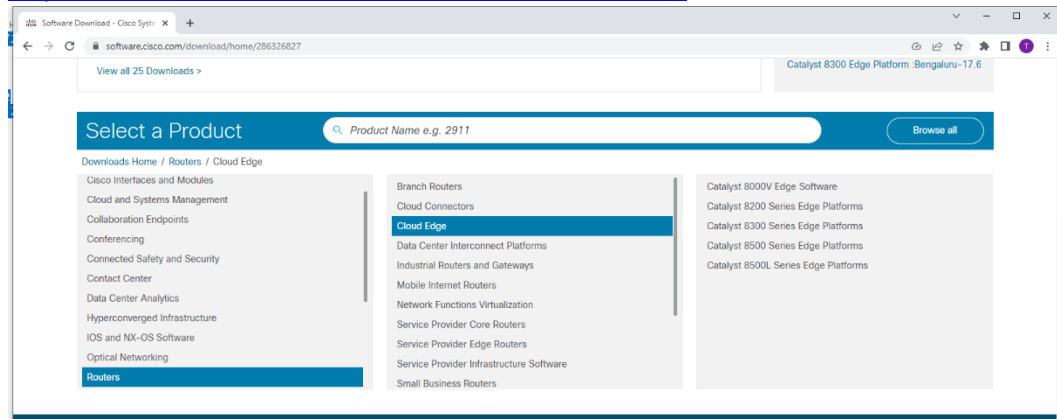 Software Download - Cisco Syste
software.cisco.com/download/home/286326827
T
View all 25 Downloads >
Catalyst 8300 Edge Platform :Bengaluru-17.6
Select a Product
Product Name e.g. 2911
Browse all
Downloads Home / Routers / Cloud Edge
Cisco Interfaces and Modules
Cloud and Systems Management
Collaboration Endpoints
Conferencing
Connected Safety and Security
Contact Center
Data Center Analytics
Hyperconverged Infrastructure
IOS and NX-OS Software
Optical Networking
Routers
Branch Routers
Cloud Connectors
Cloud Edge
Data Center Interconnect Platforms
Industrial Routers and Gateways
Mobile Internet Routers
Network Functions Virtualization
Service Provider Core Routers
Service Provider Edge Routers
Service Provider Infrastructure Software
Small Business Routers
Catalyst 8000V Edge Software
Catalyst 8200 Series Edge Platforms
Catalyst 8300 Series Edge Platforms
Catalyst 8500 Series Edge Platforms
Catalyst 8500L Series Edge Platforms